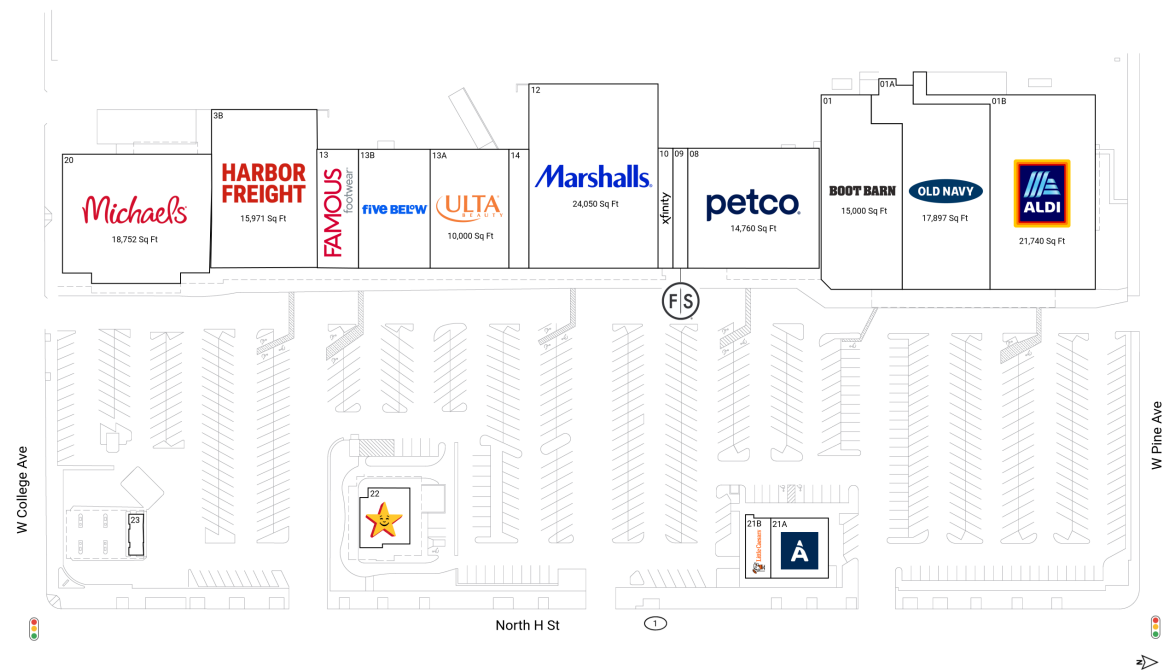 12
01A
01
01B
3B
13
13B
13A
14
10
09
08
20
HARBOR
FREIGHT
15,971 Sq Ft
FAMOUS
footwear
five BELOW
ULTA
BEAUTY
10,000 Sq Ft
Marshalls.
24,050 Sq Ft
xfinity
petco
14,760 Sq Ft
BOOT BARN
15,000 Sq Ft
OLD NAVY
17,897 Sq Ft
ALDI
21,740 Sq Ft
Michaels
18,752 Sq Ft
F|S
W College Ave
W Pine Ave
22
23
21B
21A
Little Caesars
A
North H St
1
N